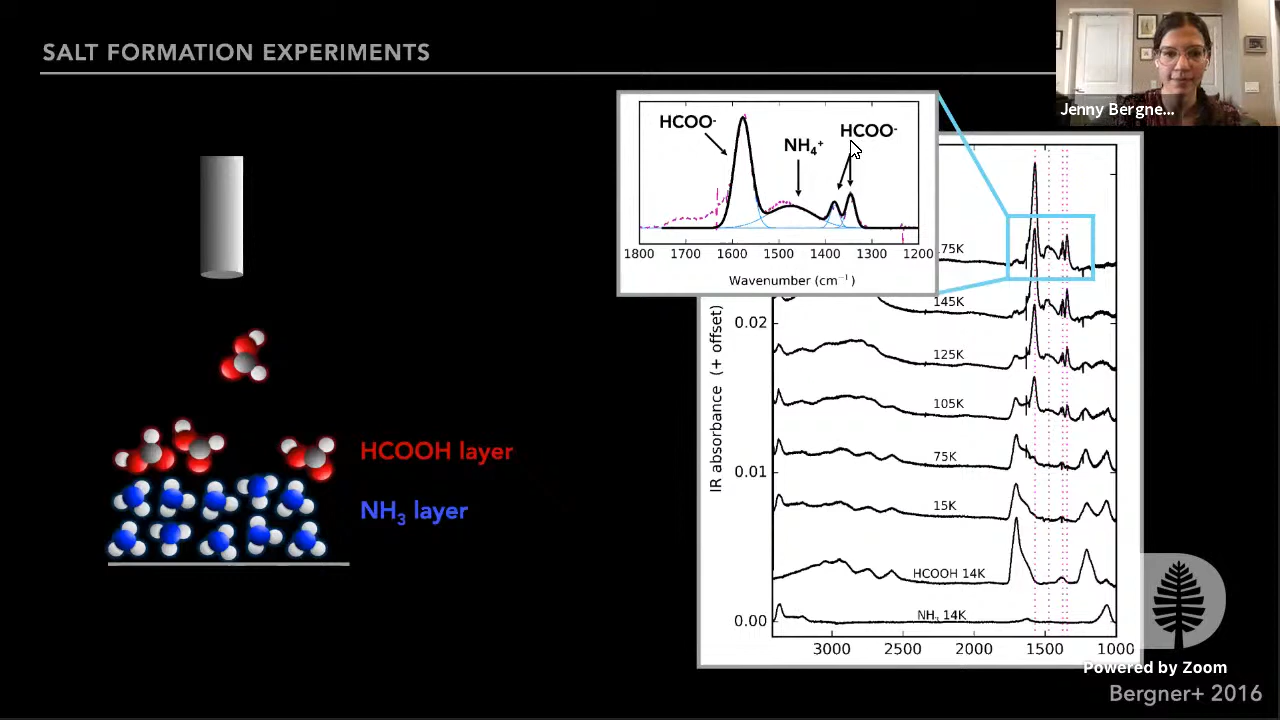 SALT FORMATION EXPERIMENTS
Jenny Bergne...
HCOO-
NH4+
HCOO-
1800 1700 1600 1500 1400 1300 1200
Wavenumber (cm−1)
175K
145K
0.02
125K
105K
IR absorbance (+ offset)
75K
0.01
15K
HCOOH 14K
NH3 14K
0.00
3000 2500 2000 1500 1000
HCOOH layer
NH3 layer
Powered by Zoom
Bergner+ 2016